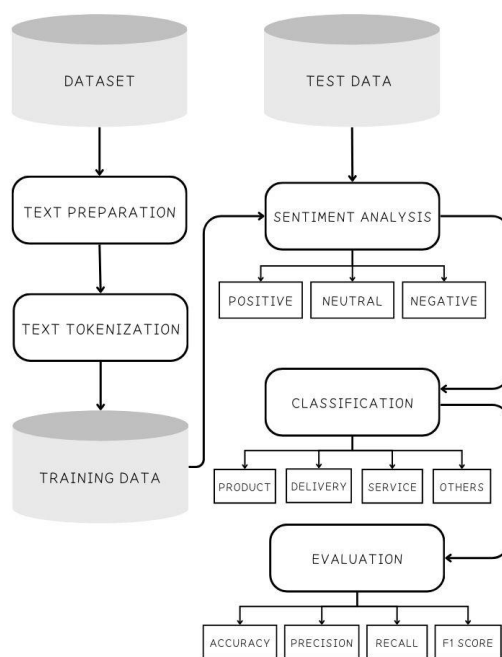 DATASET
TEST DATA
TEXT PREPARATION
SENTIMENT ANALYSIS
POSITIVE
NEUTRAL
NEGATIVE
TEXT TOKENIZATION
CLASSIFICATION
TRAINING DATA
PRODUCT
DELIVERY
SERVICE
OTHERS
EVALUATION
ACCURACY
PRECISION
RECALL
F1 SCORE